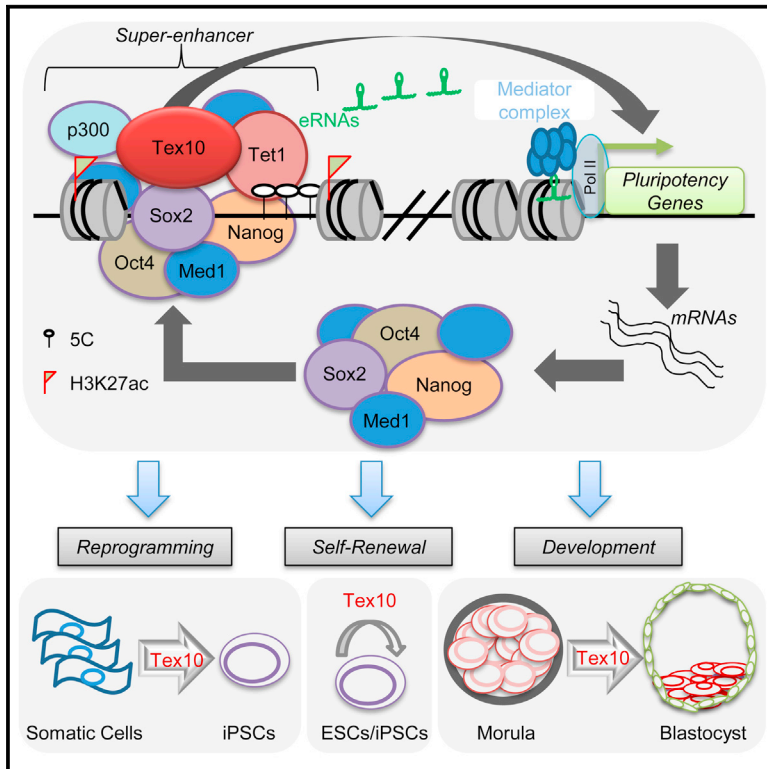 Super-enhancer
p300
Tex10
Tet1
eRNAs
Mediator
complex
Pol II
Pluripotency
Genes
Sox2
Nanog
Oct4
Med1
mRNAs
5C
H3K27ac
Oct4
Sox2
Nanog
Med1
Reprogramming
Self-Renewal
Development
Tex10
Tex10
Tex10
Somatic Cells
iPSCs
ESCs/iPSCs
Morula
Blastocyst